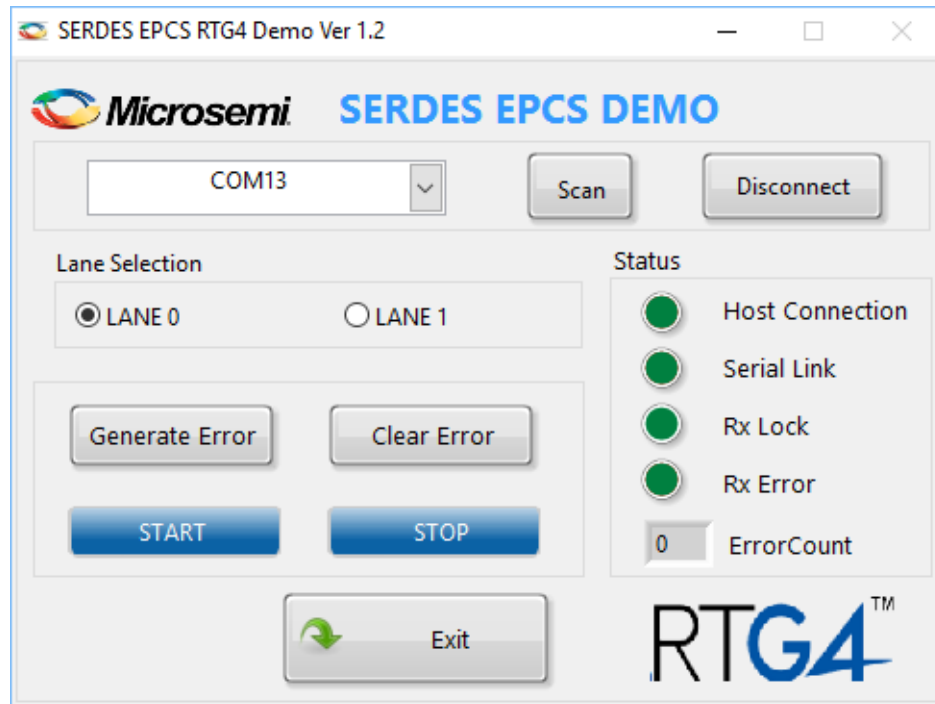 SERDES EPCS RTG4 Demo Ver 1.2
Microsemi. SERDES EPCS DEMO
COM13 Scan Disconnect
Lane Selection
LANE 0 LANE 1
Status
Host Connection
Serial Link
Rx Lock
Rx Error
0 ErrorCount
Generate Error Clear Error
START STOP
Exit
RTG4™